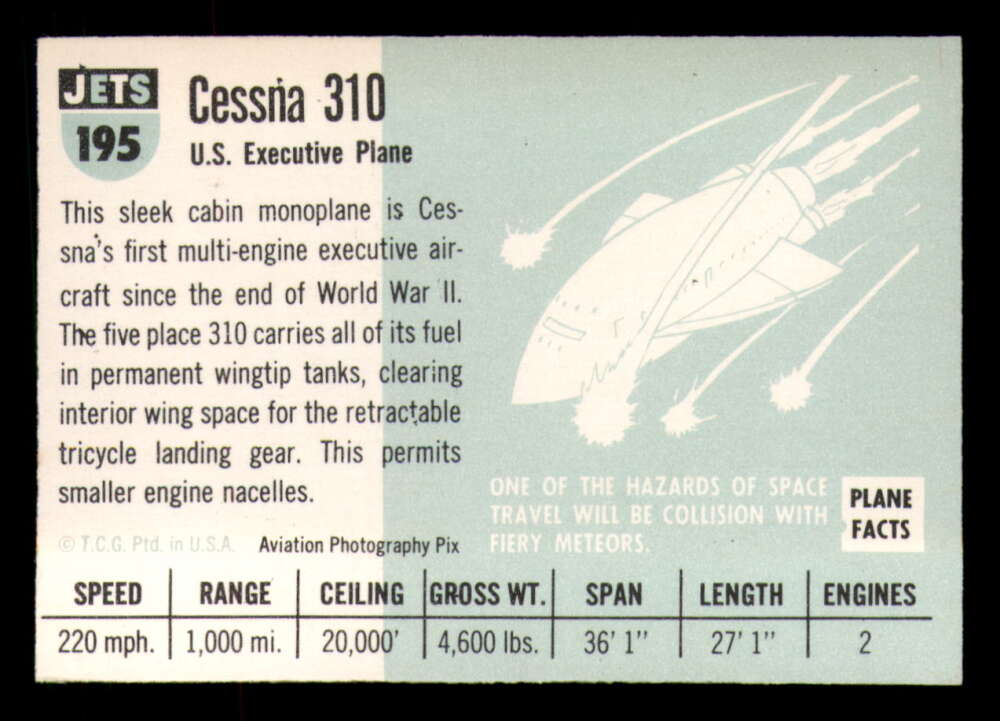 JETS
195
Cessna 310
U.S. Executive Plane
This sleek cabin monoplane is Ces-
sna's first multi-engine executive air-
craft since the end of World War II.
The five place 310 carries all of its fuel
in permanent wingtip tanks, clearing
interior wing space for the retractable
tricycle landing gear. This permits
smaller engine nacelles.
© T.C.G. Ptd. in U.S.A. Aviation Photography Pix
ONE OF THE HAZARDS OF SPACE
TRAVEL WILL BE COLLISION WITH
FIERY METEORS.
PLANE
FACTS
SPEED RANGE CEILING GROSS WT. SPAN LENGTH ENGINES
220 mph. 1,000 mi. 20,000' 4,600 lbs. 36' 1" 27' 1" 2